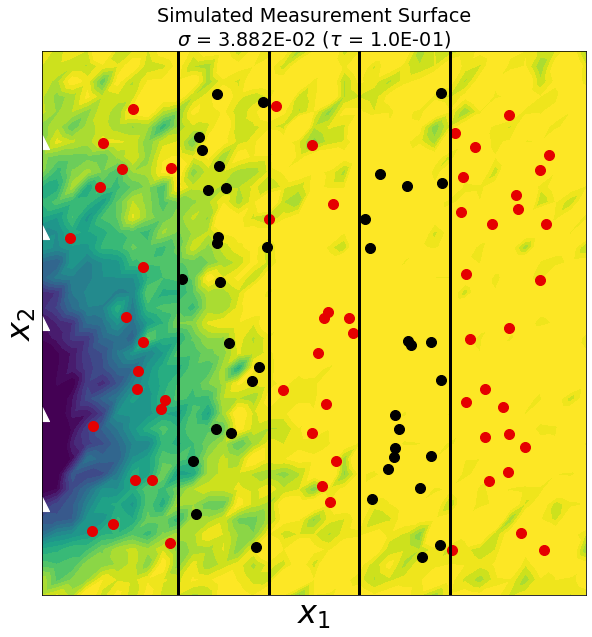 Simulated Measurement Surface
σ = 3.882E-02 (τ = 1.0E-01)
x₂
x₁